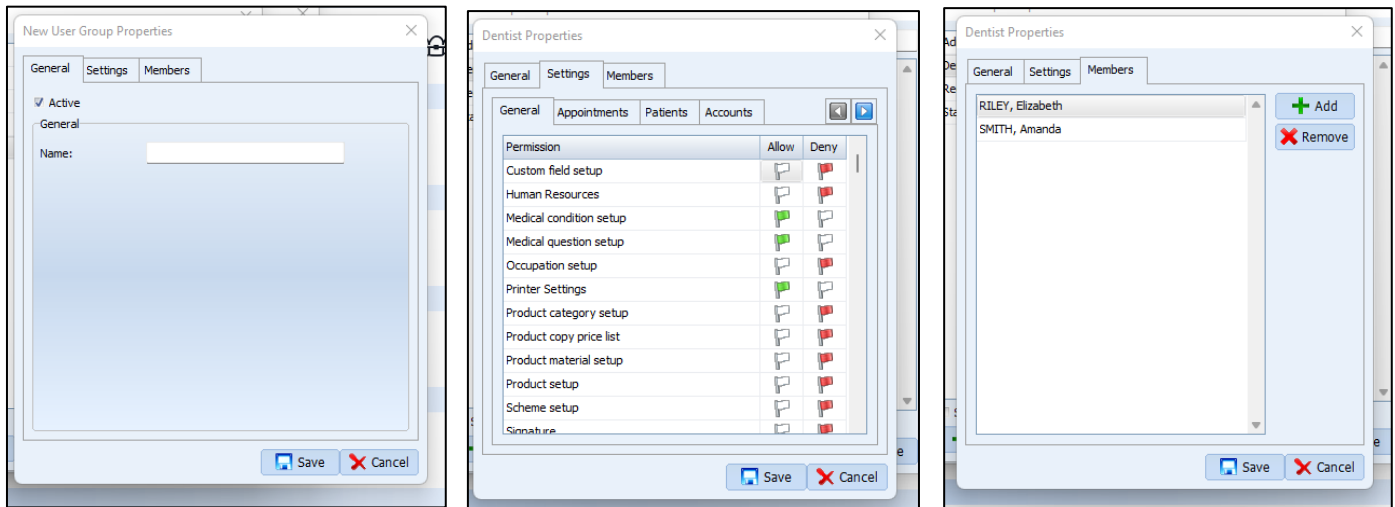 New User Group Properties
General Settings Members
Active
General
Name:
Save Cancel
Dentist Properties
General Settings Members
General Appointments Patients Accounts
Permission Allow Deny
Custom field setup
Human Resources
Medical condition setup
Medical question setup
Occupation setup
Printer Settings
Product category setup
Product copy price list
Product material setup
Product setup
Scheme setup
Signature
Save Cancel
Dentist Properties
General Settings Members
RILEY, Elizabeth
SMITH, Amanda
Add
Remove
Save Cancel